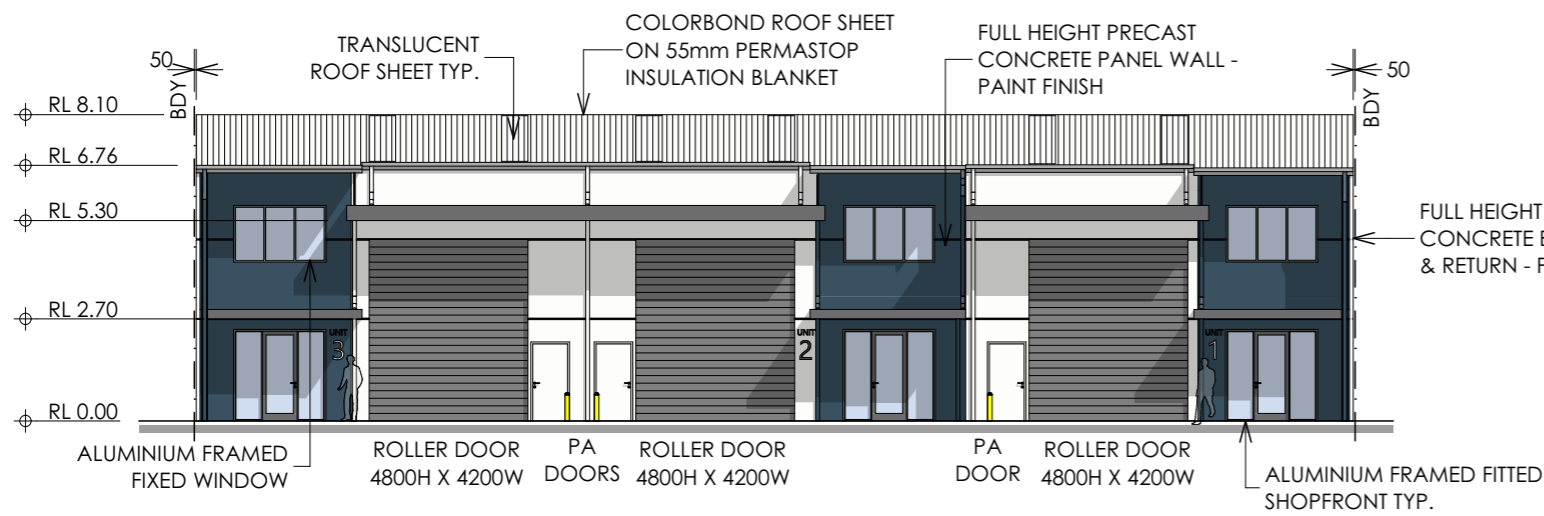 COLORBOND ROOF SHEET
ON 55mm PERMASTOP
INSULATION BLANKET
TRANSLUCENT
ROOF SHEET TYP.
FULL HEIGHT PRECAST
CONCRETE PANEL WALL -
PAINT FINISH
50
BDY
50
BDY
RL 8.10
RL 6.76
RL 5.30
RL 2.70
RL 0.00
FULL HEIGHT
CONCRETE
& RETURN -
UNIT
3
UNIT
2
UNIT
1
ALUMINIUM FRAMED
FIXED WINDOW
ROLLER DOOR
4800H X 4200W
PA
DOORS
ROLLER DOOR
4800H X 4200W
PA
DOOR
ROLLER DOOR
4800H X 4200W
ALUMINIUM FRAMED FITTED
SHOPFRONT TYP.